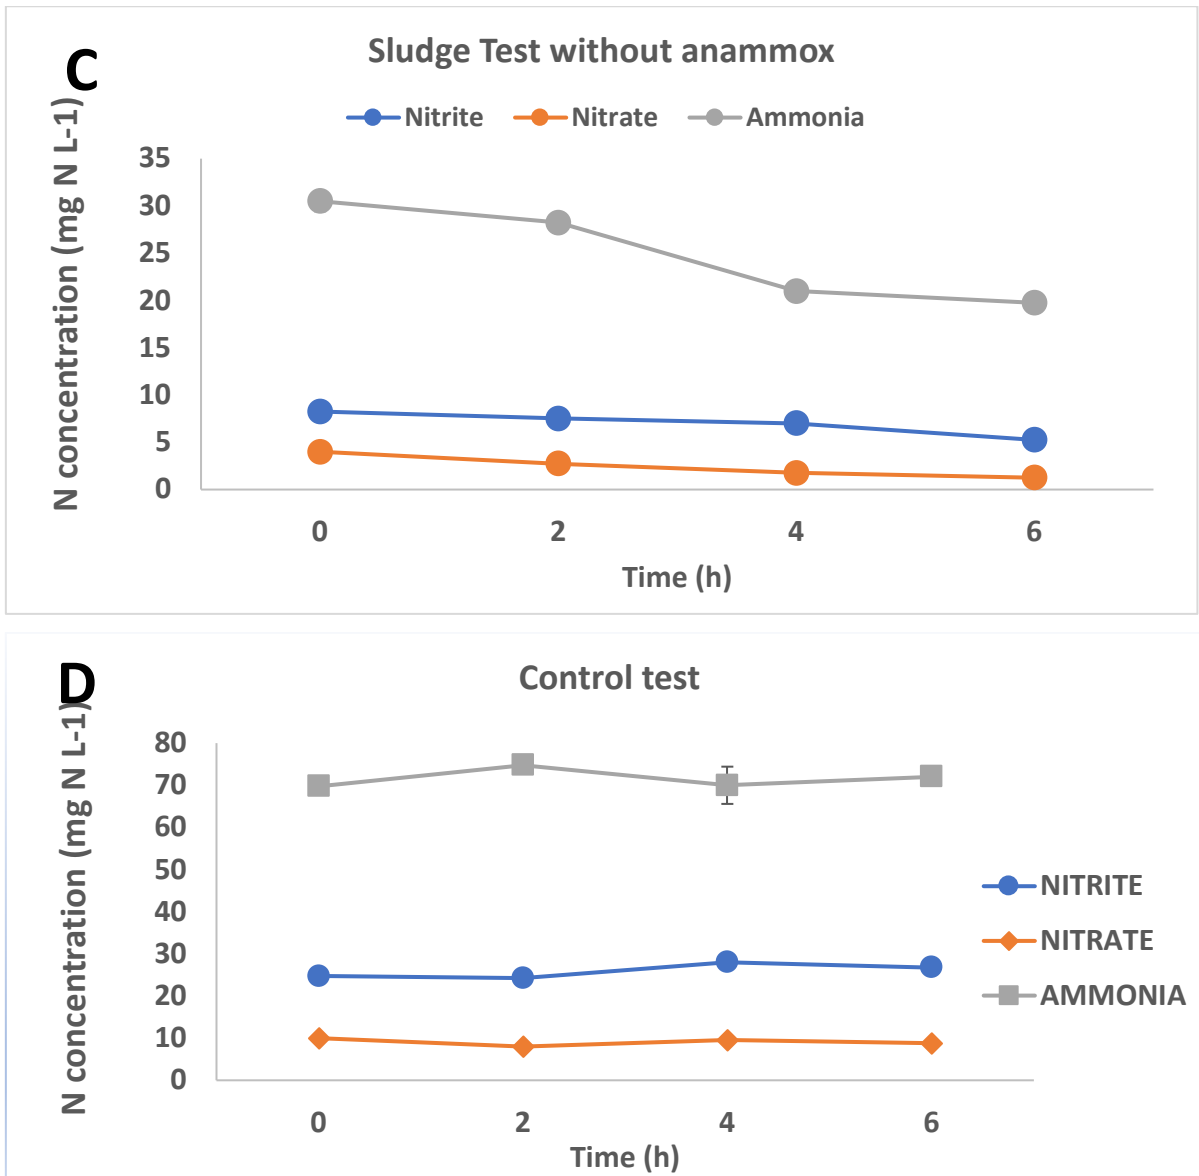 C
Sludge Test without anammox
Nitrite Nitrate Ammonia
N concentration (mg N L-1)
35
30
25
20
15
10
5
0
0 2 4 6
Time (h)
D
Control test
N concentration (mg N L-1)
80
70
60
50
40
30
20
10
0
NITRITE
NITRATE
AMMONIA
0 2 4 6
Time (h)